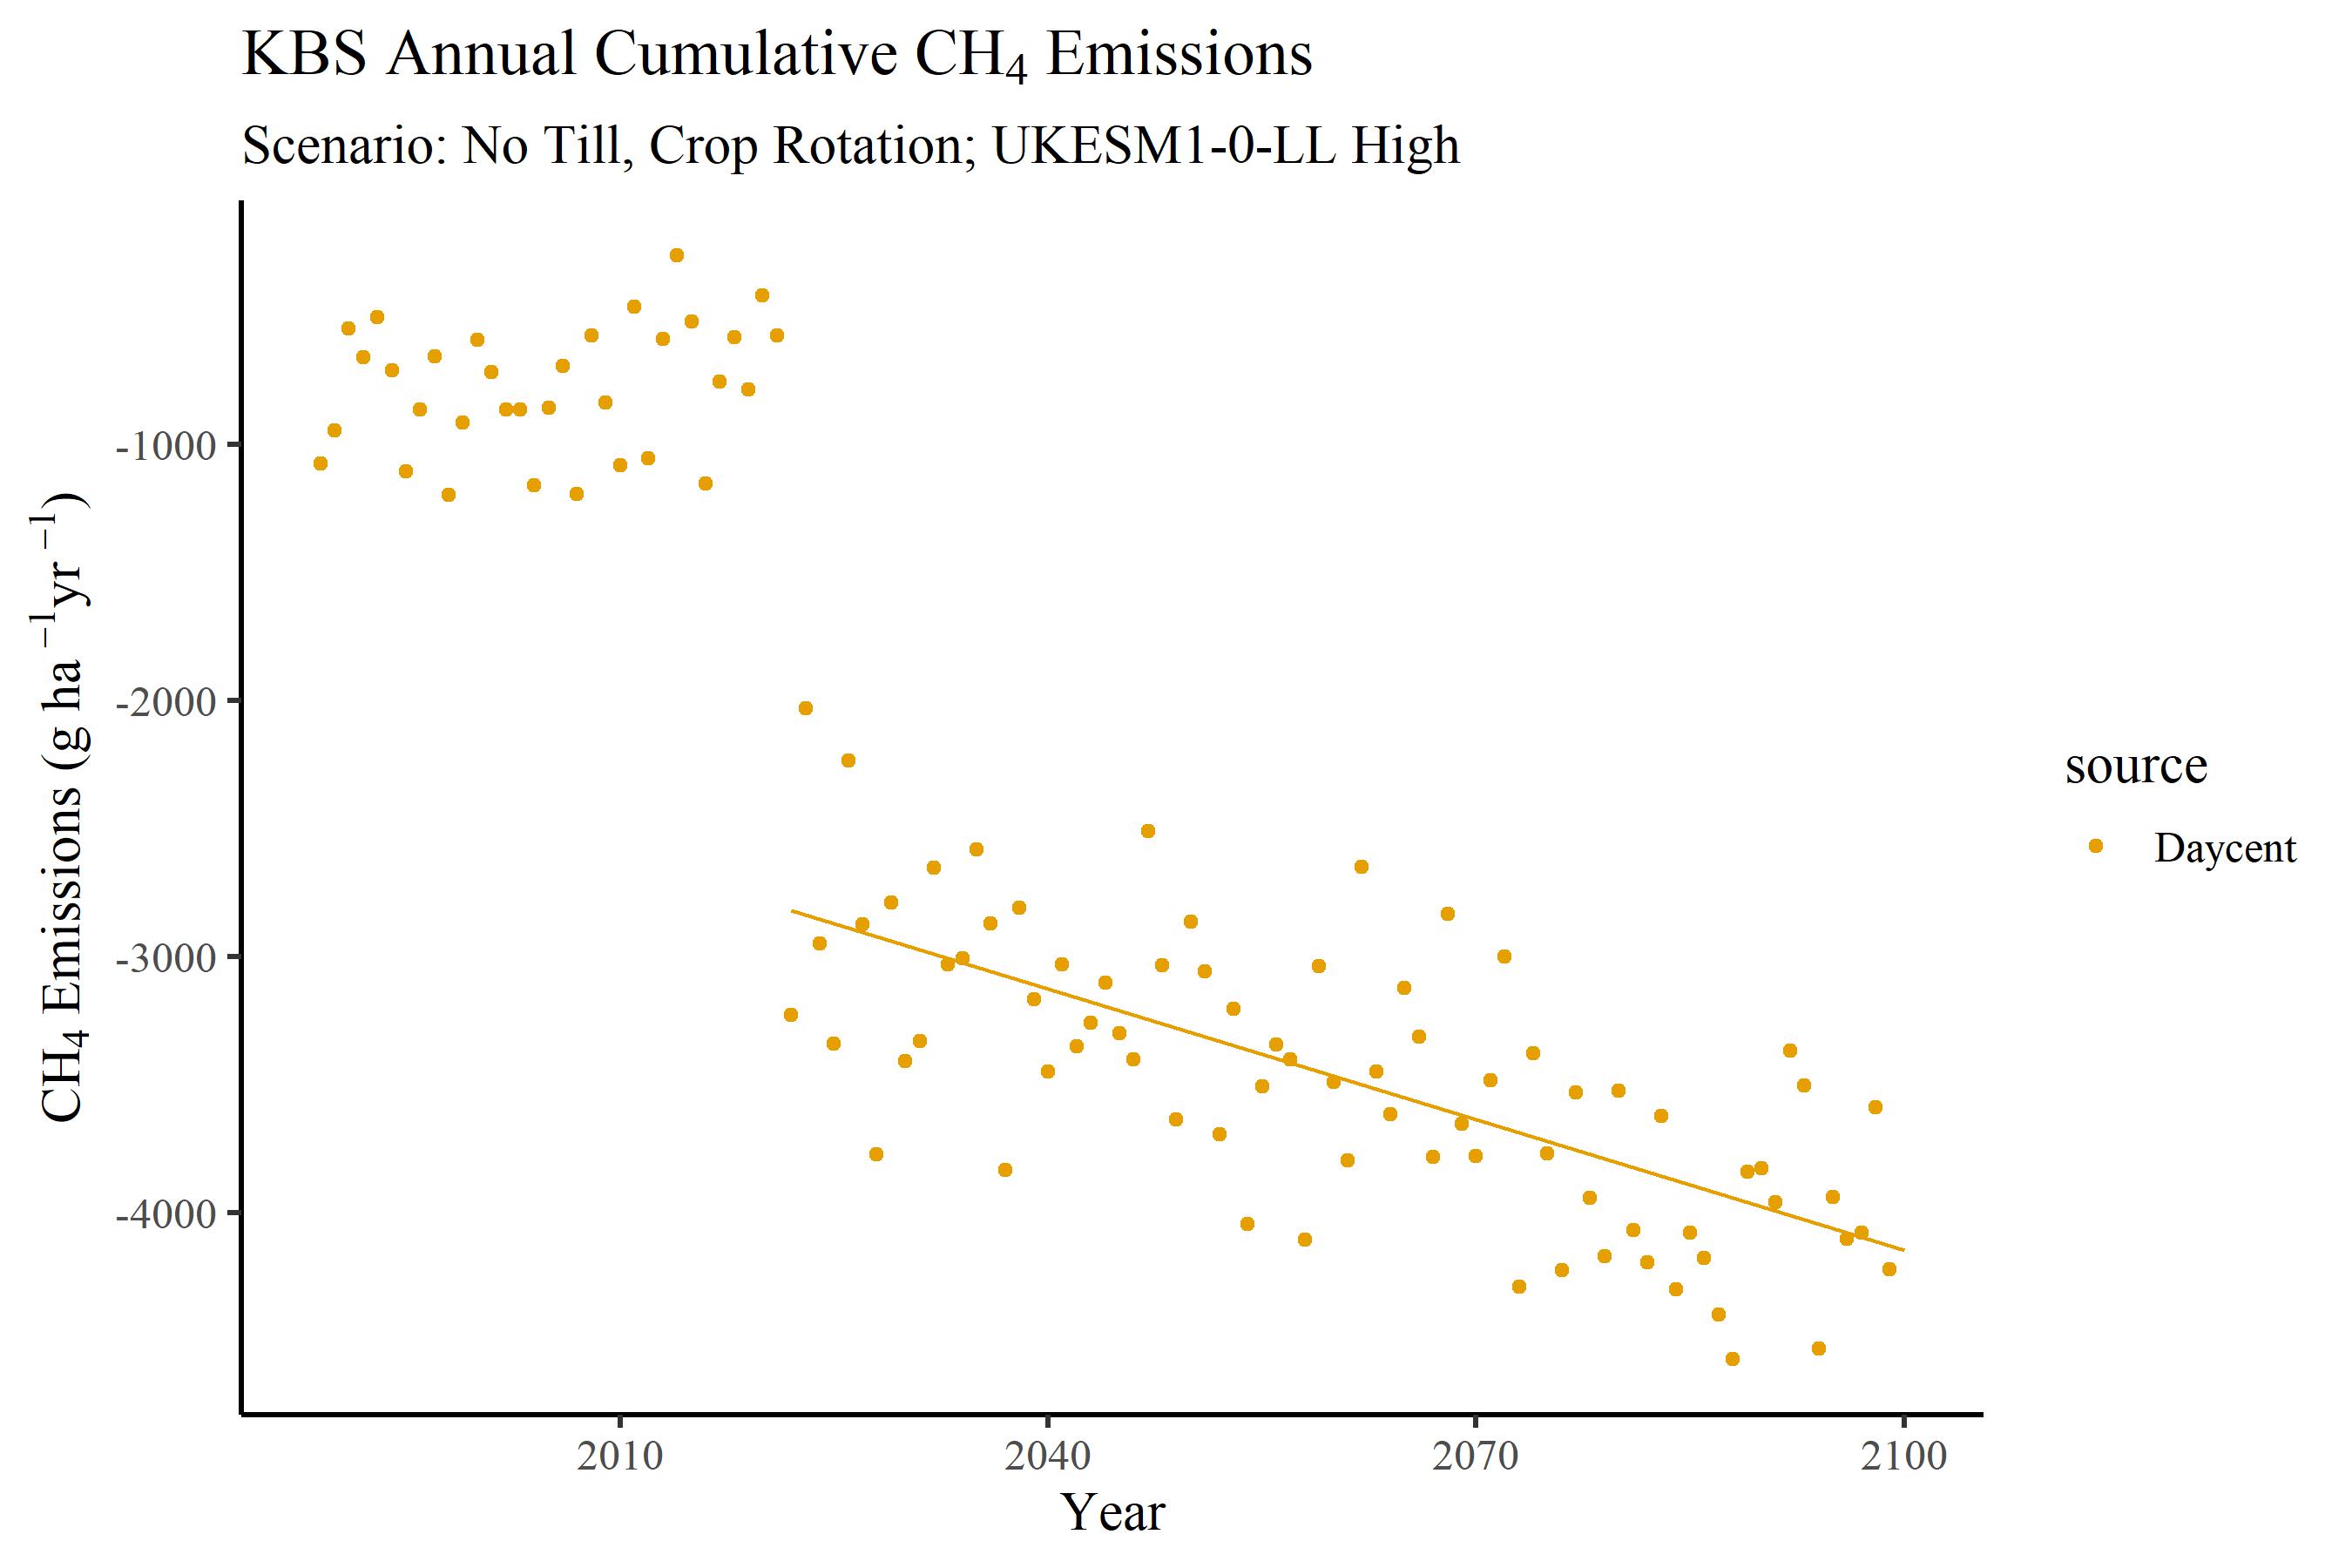 KBS Annual Cumulative CH₄ Emissions
Scenario: No Till, Crop Rotation; UKESM1-0-LL High
CH₄ Emissions (g ha⁻¹yr⁻¹)
-1000
-2000
-3000
-4000
2010 2040 2070 2100
Year
source
Daycent